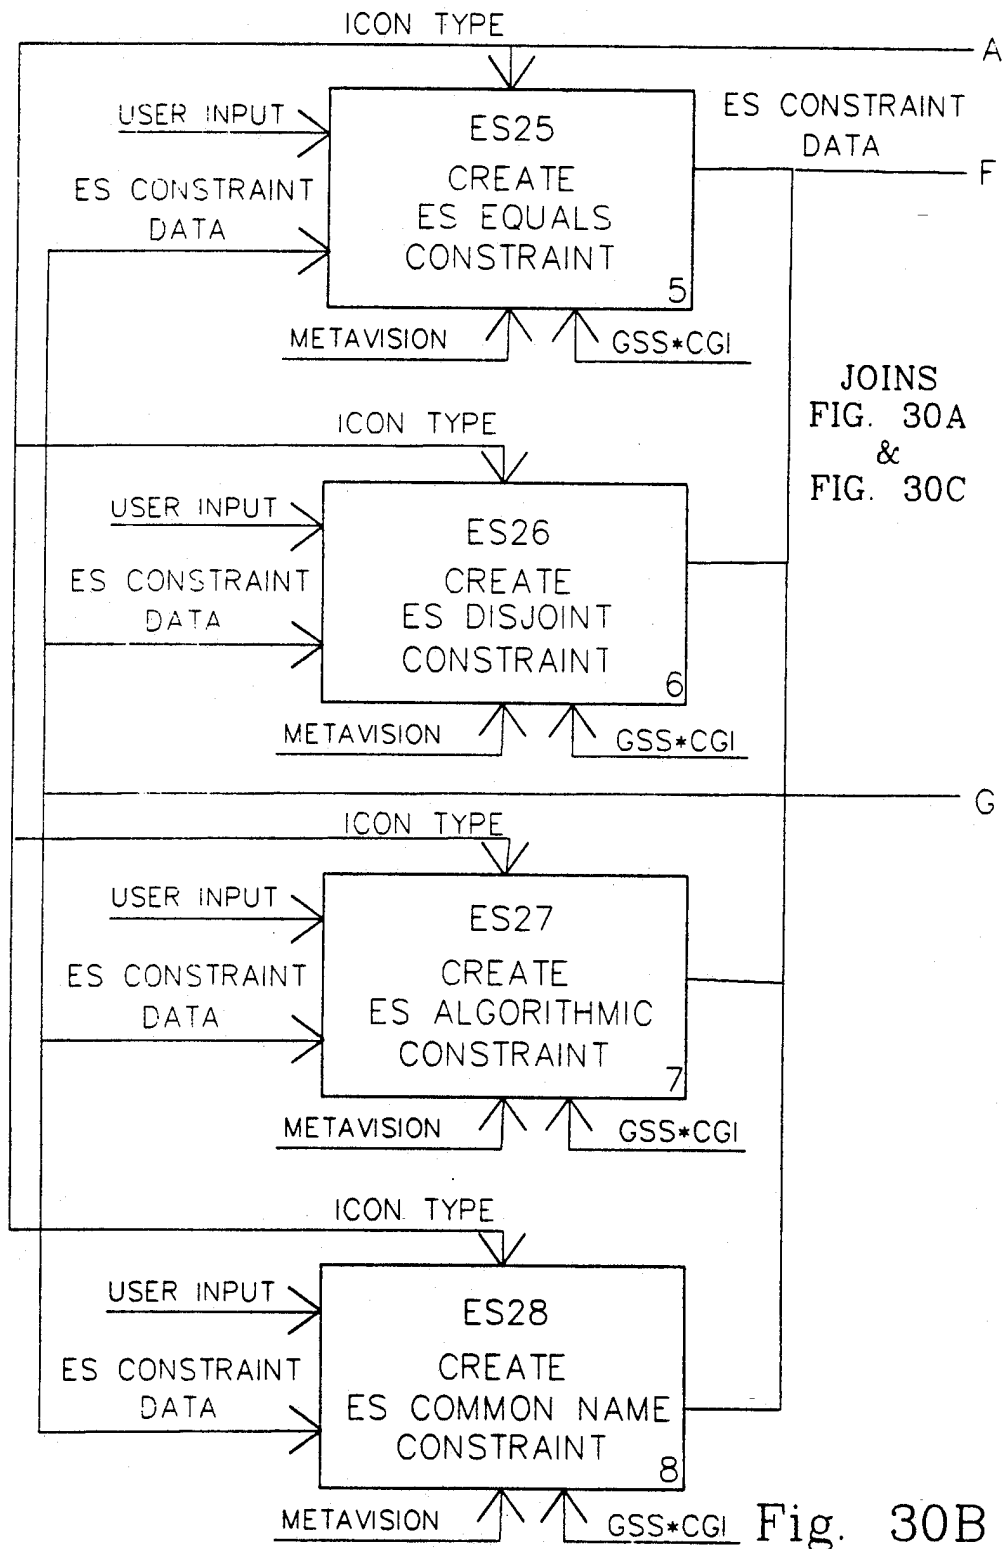 ICON TYPE
A
USER INPUT
ES CONSTRAINT
DATA
ES25
CREATE
ES EQUALS
CONSTRAINT
5
ES CONSTRAINT
DATA
F
METAVISION
GSS*CGI
JOINS
FIG. 30A
&
FIG. 30C
ICON TYPE
USER INPUT
ES CONSTRAINT
DATA
ES26
CREATE
ES DISJOINT
CONSTRAINT
6
METAVISION
GSS*CGI
G
ICON TYPE
USER INPUT
ES CONSTRAINT
DATA
ES27
CREATE
ES ALGORITHMIC
CONSTRAINT
7
METAVISION
GSS*CGI
ICON TYPE
USER INPUT
ES CONSTRAINT
DATA
ES28
CREATE
ES COMMON NAME
CONSTRAINT
8
METAVISION
GSS*CGI
Fig. 30B